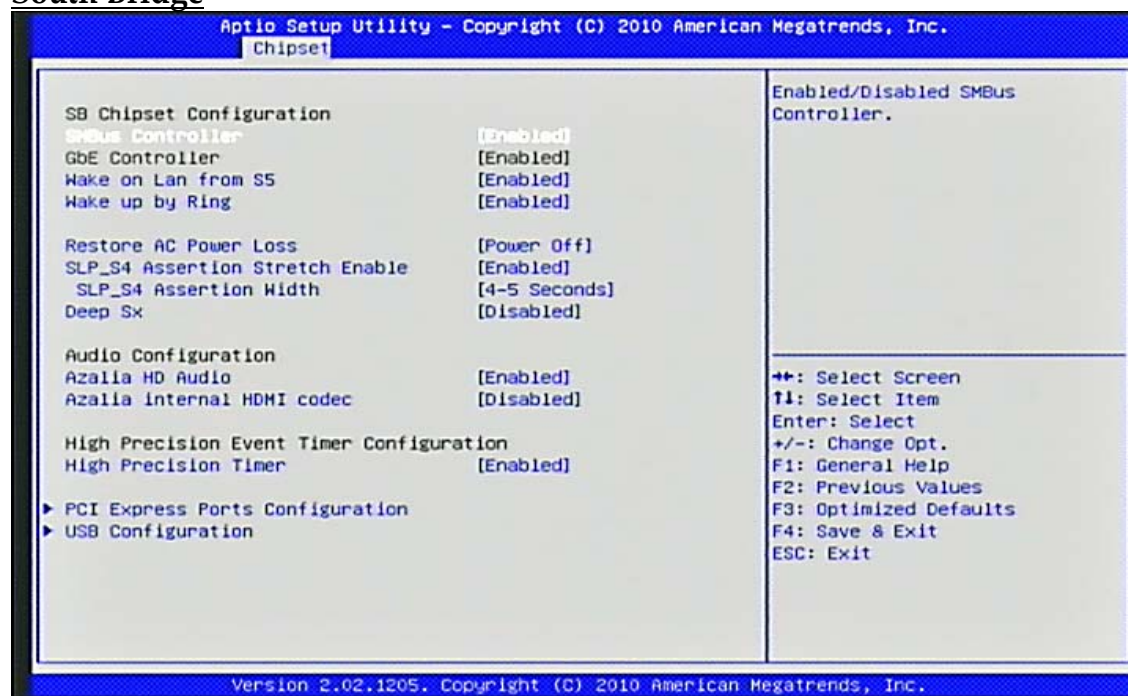 South Bridge
Aptio Setup Utility - Copyright (C) 2010 American Megatrends, Inc.
Chipset
SB Chipset Configuration
SMBus Controller [Enabled]
GbE Controller [Enabled]
Wake on Lan from S5 [Enabled]
Wake up by Ring [Enabled]
Restore AC Power Loss [Power Off]
SLP_S4 Assertion Stretch Enable [Enabled]
SLP_S4 Assertion Width [4-5 Seconds]
Deep Sx [Disabled]
Audio Configuration
Azalia HD Audio [Enabled]
Azalia internal HDMI codec [Disabled]
High Precision Event Timer Configuration
High Precision Timer [Enabled]
► PCI Express Ports Configuration
► USB Configuration
Enabled/Disabled SMBus
Controller.
→←: Select Screen
↑↓: Select Item
Enter: Select
+/-: Change Opt.
F1: General Help
F2: Previous Values
F3: Optimized Defaults
F4: Save & Exit
ESC: Exit
Version 2.02.1205. Copyright (C) 2010 American Megatrends, Inc.